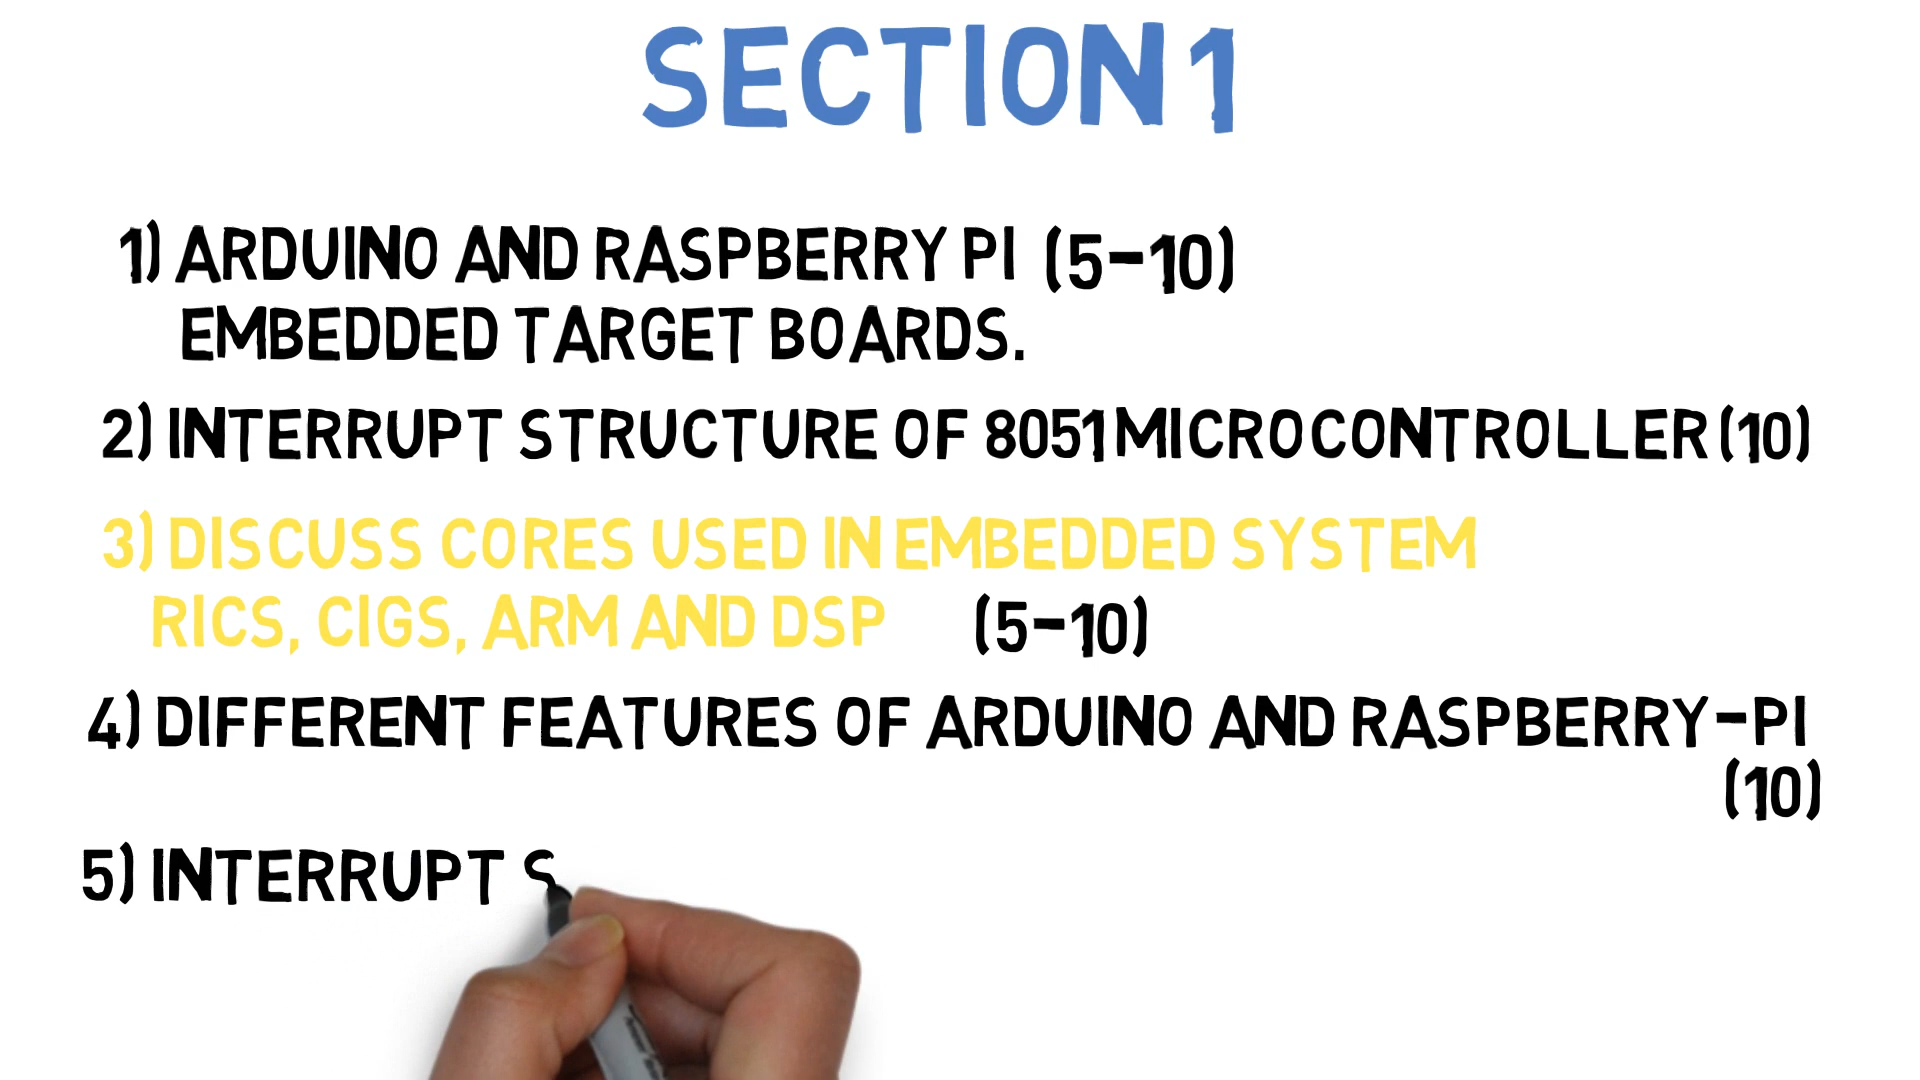 SECTION 1
1) ARDUINO AND RASPBERRY PI (5-10)
EMBEDDED TARGET BOARDS.
2) INTERRUPT STRUCTURE OF 8051 MICROCONTROLLER (10)
3) DISCUSS CORES USED IN EMBEDDED SYSTEM
RICS, CIGS, ARM AND DSP (5-10)
4) DIFFERENT FEATURES OF ARDUINO AND RASPBERRY-PI
(10)
5) INTERRUPT S